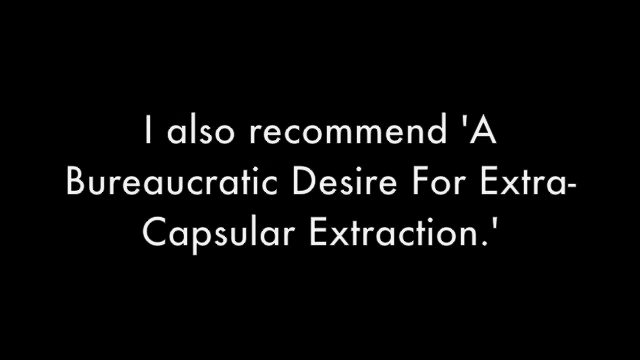 I also recommend 'A
Bureaucratic Desire For Extra-
Capsular Extraction.'